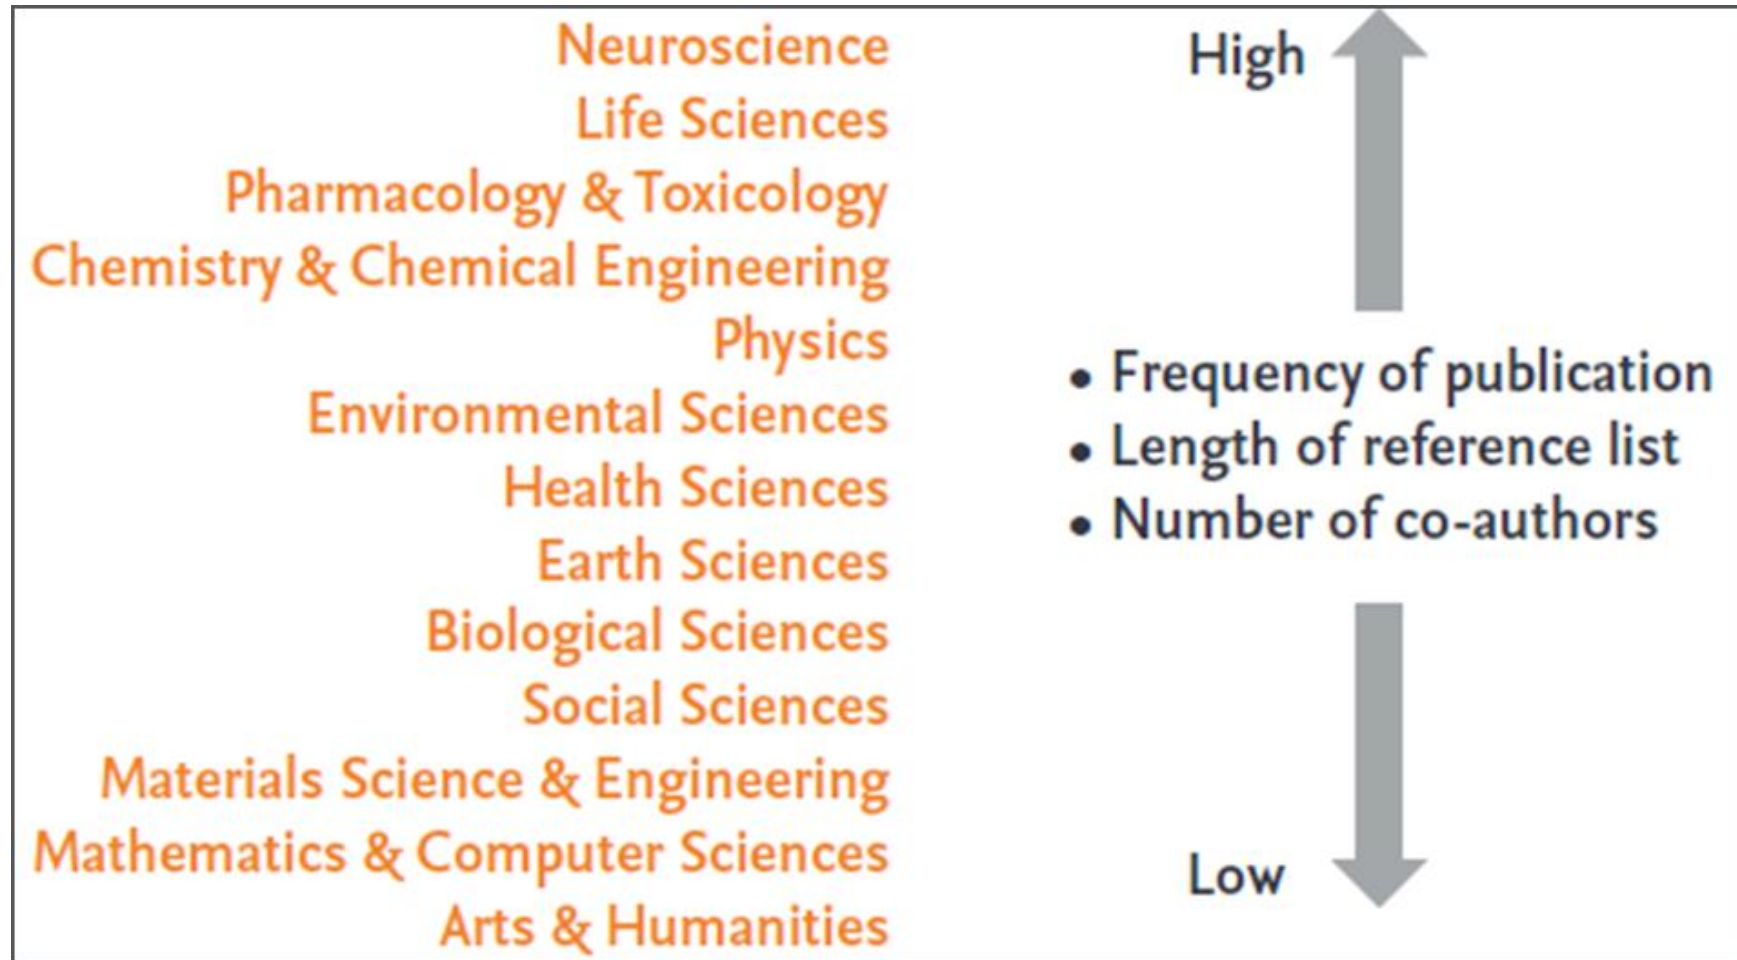 Neuroscience
Life Sciences
Pharmacology & Toxicology
Chemistry & Chemical Engineering
Physics
Environmental Sciences
Health Sciences
Earth Sciences
Biological Sciences
Social Sciences
Materials Science & Engineering
Mathematics & Computer Sciences
Arts & Humanities
High
• Frequency of publication
• Length of reference list
• Number of co-authors
Low